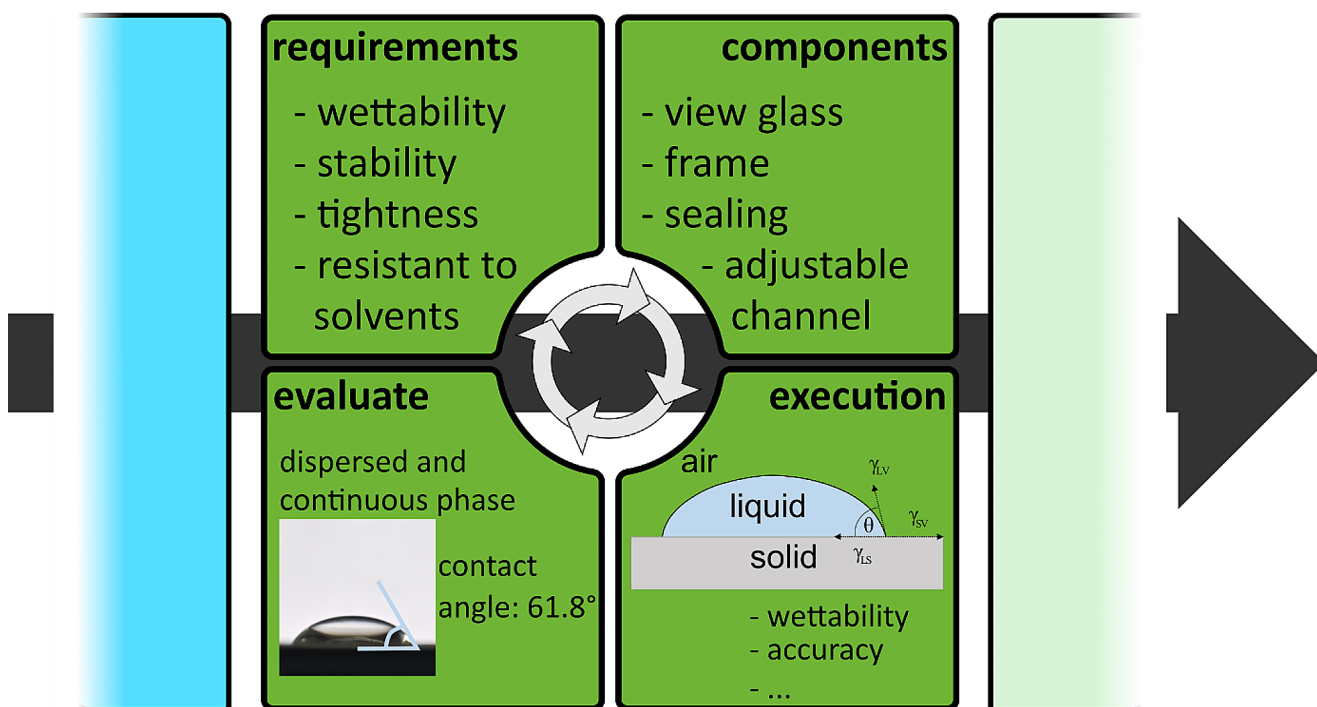 requirements
- wettability
- stability
- tightness
- resistant to
solvents
components
- view glass
- frame
- sealing
- adjustable
channel
evaluate
dispersed and
continuous phase
contact
angle: 61.8°
execution
air
γLV
liquid
θ
γSV
solid
γLS
- wettability
- accuracy
- ...